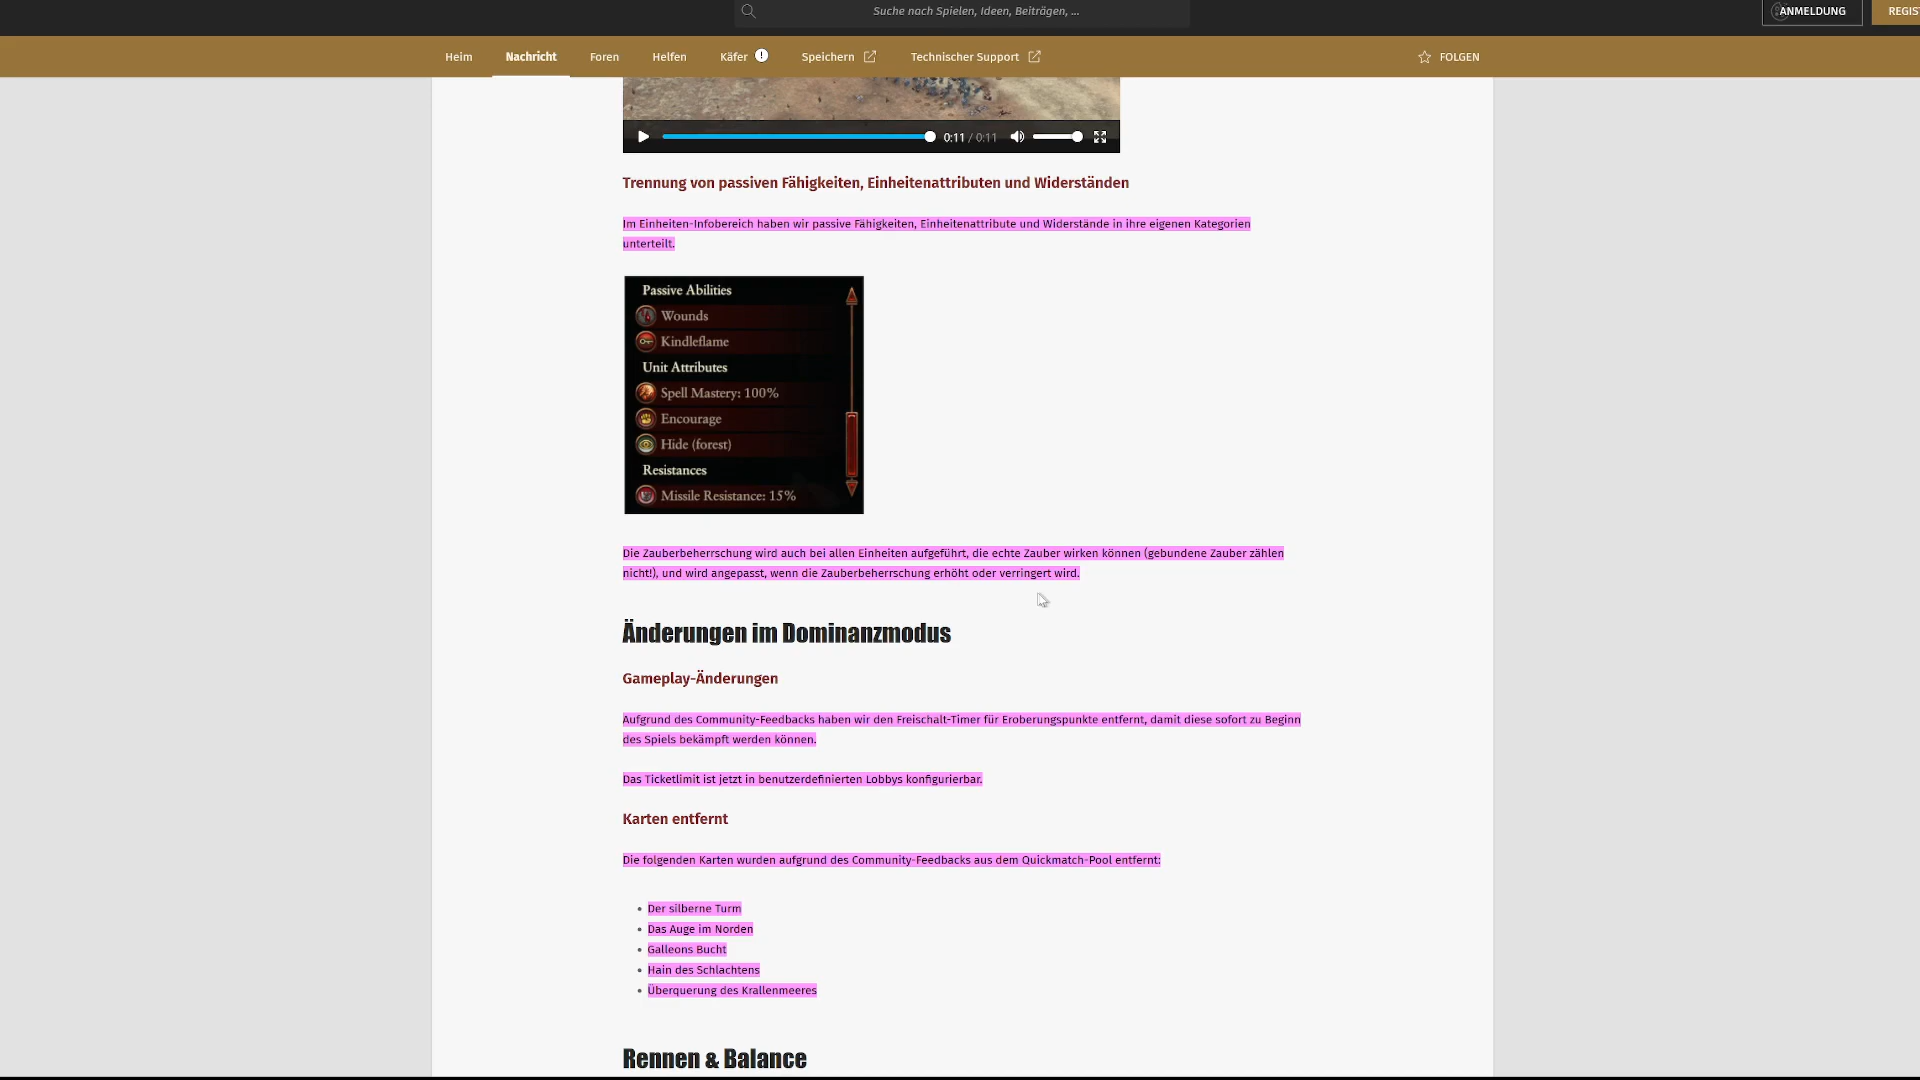 Suche nach Spielen, Ideen, Beiträgen, ...
ANMELDUNG
REGIS
Heim
Nachricht
Foren
Helfen
Käfer
Speichern
Technischer Support
FOLGEN
0:11 / 0:11
Trennung von passiven Fähigkeiten, Einheitenattributen und Widerständen
Im Einheiten-Infobereich haben wir passive Fähigkeiten, Einheitenattribute und Widerstände in ihre eigenen Kategorien
unterteilt.
Passive Abilities
Wounds
Kindleflame
Unit Attributes
Spell Mastery: 100%
Encourage
Hide (forest)
Resistances
Missile Resistance: 15%
Die Zauberbeherrschung wird auch bei allen Einheiten aufgeführt, die echte Zauber wirken können (gebundene Zauber zählen
nicht!), und wird angepasst, wenn die Zauberbeherrschung erhöht oder verringert wird.
Änderungen im Dominanzmodus
Gameplay-Änderungen
Aufgrund des Community-Feedbacks haben wir den Freischalt-Timer für Eroberungspunkte entfernt, damit diese sofort zu Beginn
des Spiels bekämpft werden können.
Das Ticketlimit ist jetzt in benutzerdefinierten Lobbys konfigurierbar.
Karten entfernt
Die folgenden Karten wurden aufgrund des Community-Feedbacks aus dem Quickmatch-Pool entfernt:
• Der silberne Turm
• Das Auge im Norden
• Galleons Bucht
• Hain des Schlachtens
• Überquerung des Krallenmeeres
Rennen & Balance